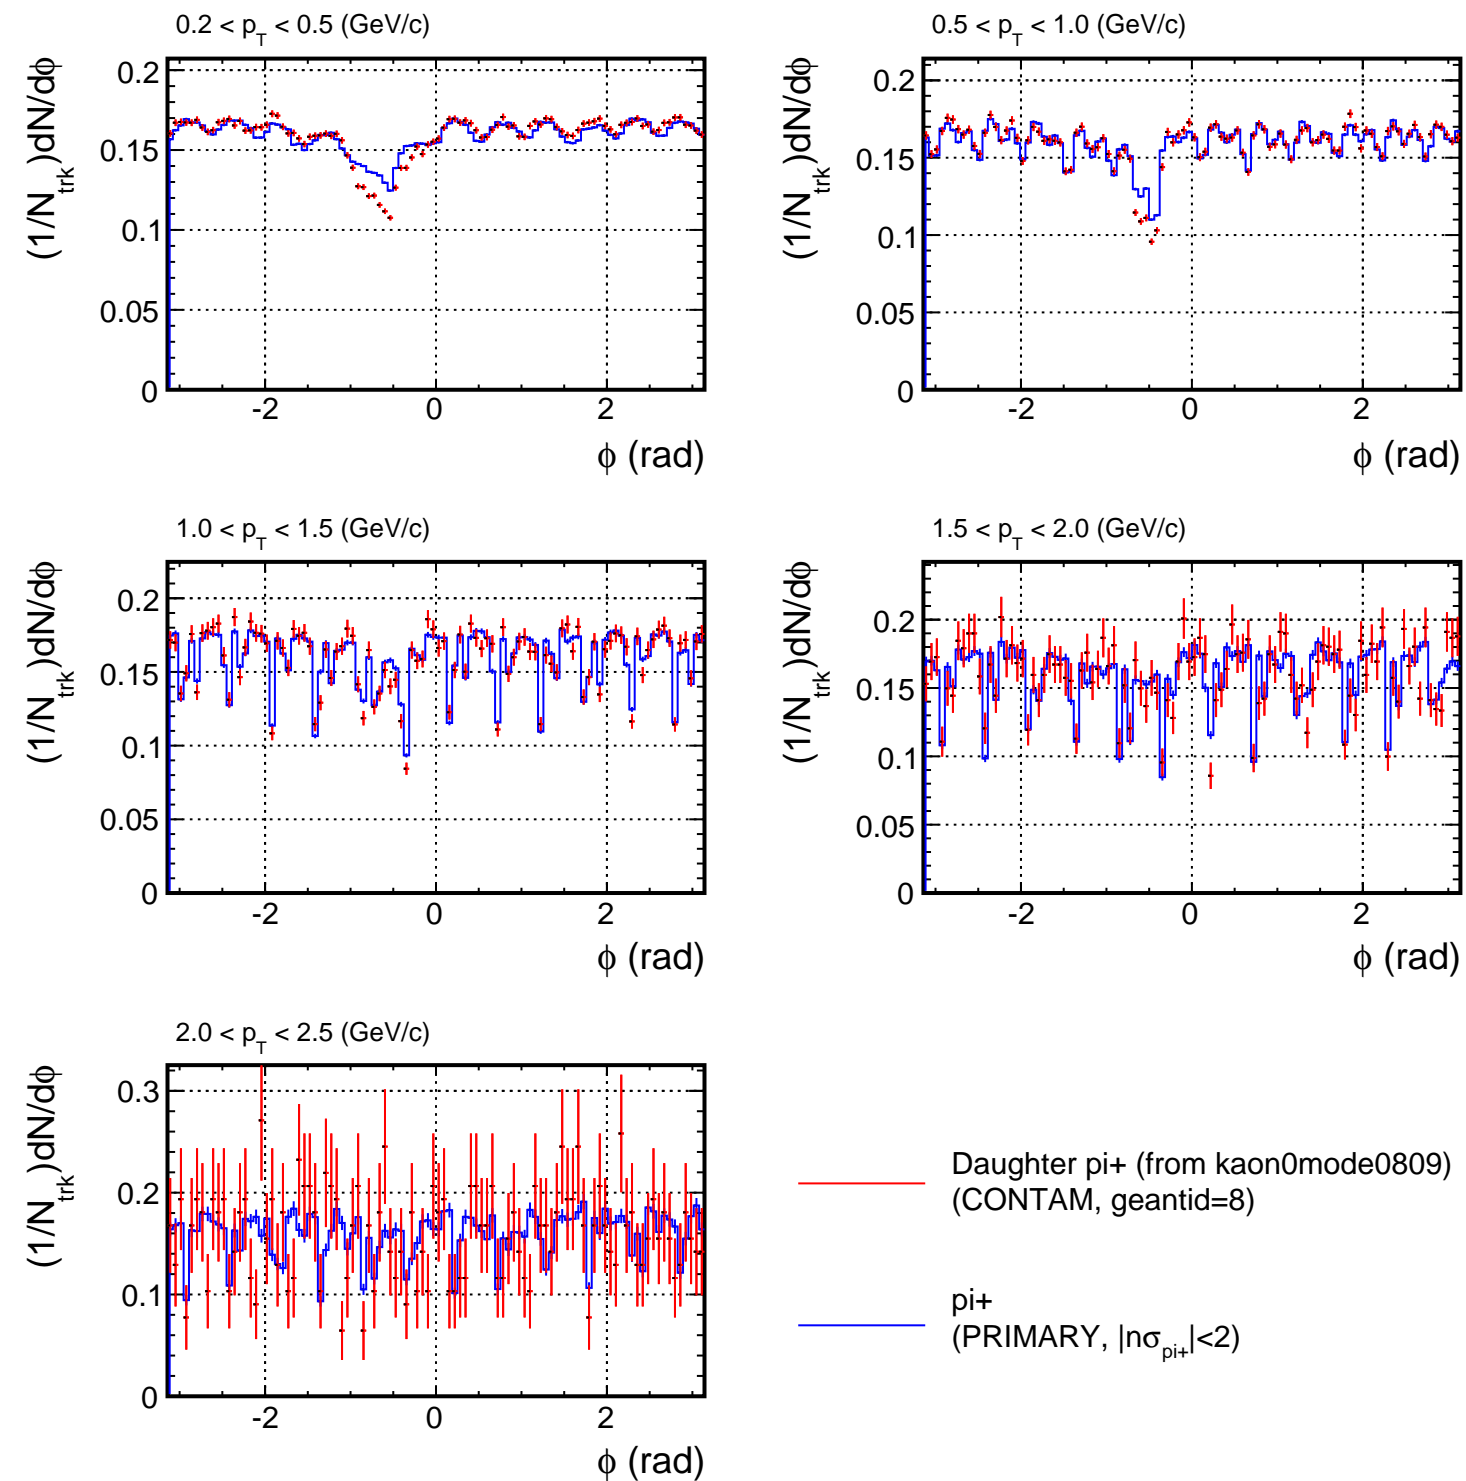 0.2 < p_T < 0.5 (GeV/c)
(1/N_trk)dN/dϕ
0.2
0.15
0.1
0.05
0
-2 0 2
ϕ (rad)
0.5 < p_T < 1.0 (GeV/c)
(1/N_trk)dN/dϕ
0.2
0.15
0.1
0.05
0
-2 0 2
ϕ (rad)
1.0 < p_T < 1.5 (GeV/c)
(1/N_trk)dN/dϕ
0.2
0.15
0.1
0.05
0
-2 0 2
ϕ (rad)
1.5 < p_T < 2.0 (GeV/c)
(1/N_trk)dN/dϕ
0.2
0.15
0.1
0.05
0
-2 0 2
ϕ (rad)
2.0 < p_T < 2.5 (GeV/c)
(1/N_trk)dN/dϕ
0.3
0.2
0.1
0
-2 0 2
ϕ (rad)
Daughter pi+ (from kaon0mode0809)
(CONTAM, geantid=8)
pi+
(PRIMARY, |nσ_pi+|<2)